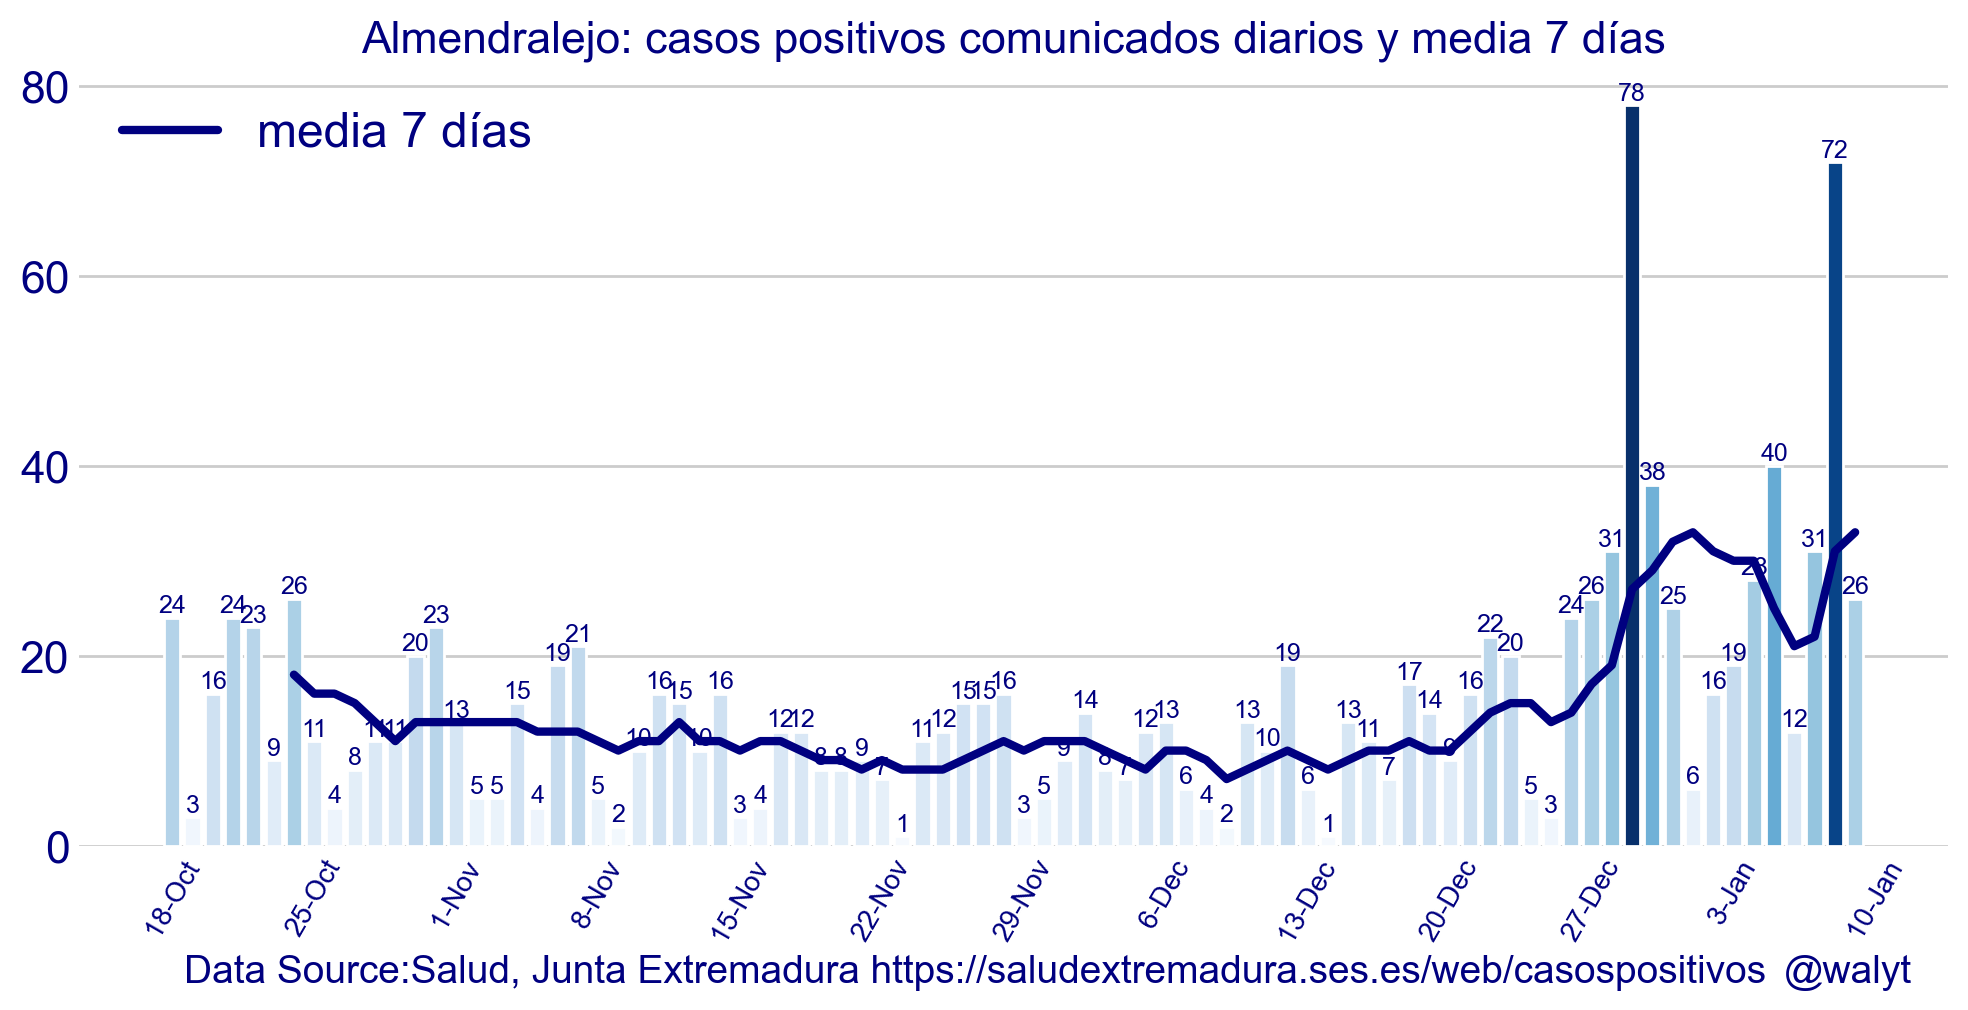 Almendralejo: casos positivos comunicados diarios y media 7 días
media 7 días
80
60
40
20
0
24 3 16 24 23 9 26 11 4 8 11 11 20 23 13 5 5 15 4 19 21 5 2 10 16 15 10 16 3 4 12 12 8 8 9 7 1 11 12 15 15 16 3 5 9 14 8 7 12 13 6 4 2 13 10 19 6 1 13 11 7 17 14 9 16 22 20 5 3 24 26 31 78 38 25 6 16 19 28 40 12 31 72 26
18-Oct 25-Oct 1-Nov 8-Nov 15-Nov 22-Nov 29-Nov 6-Dec 13-Dec 20-Dec 27-Dec 3-Jan 10-Jan
Data Source:Salud, Junta Extremadura https://saludextremadura.ses.es/web/casospositivos @walyt